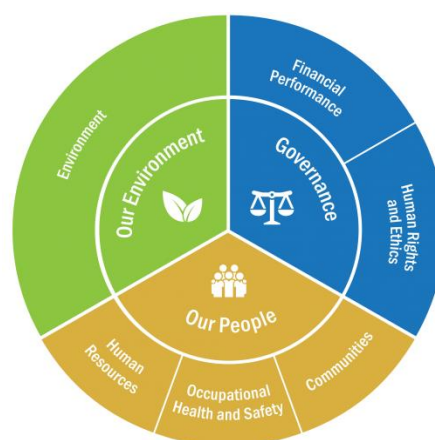 Environment
Our Environment
Financial
Performance
Governance
Human Rights
and Ethics
Our People
Human
Resources
Occupational
Health and Safety
Communities